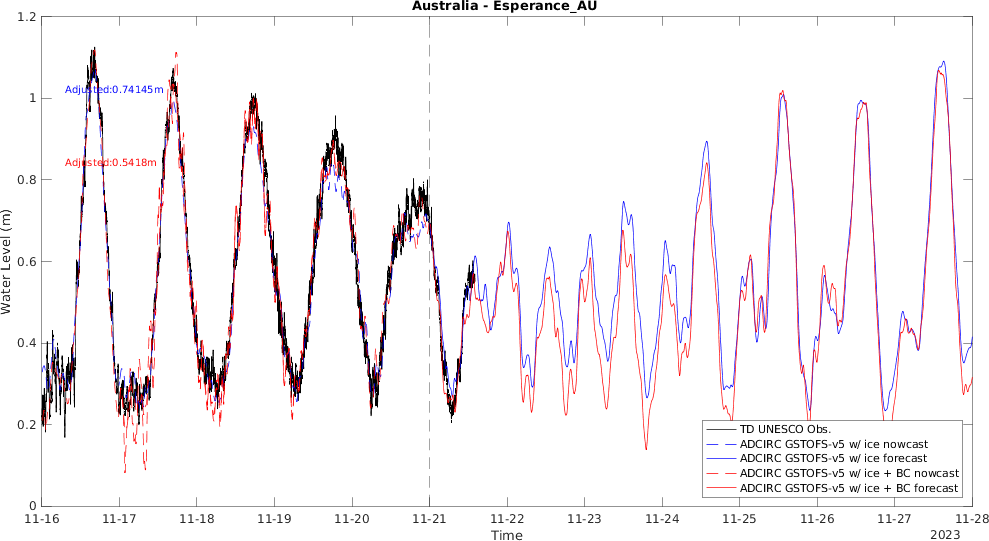 Australia - Esperance_AU
1.2
1
0.8
0.6
0.4
0.2
0
Water Level (m)
Adjusted:0.74145m
Adjusted:0.5418m
TD UNESCO Obs.
ADCIRC GSTOFS-v5 w/ ice nowcast
ADCIRC GSTOFS-v5 w/ ice forecast
ADCIRC GSTOFS-v5 w/ ice + BC nowcast
ADCIRC GSTOFS-v5 w/ ice + BC forecast
11-16 11-17 11-18 11-19 11-20 11-21 11-22 11-23 11-24 11-25 11-26 11-27 11-28
Time
2023